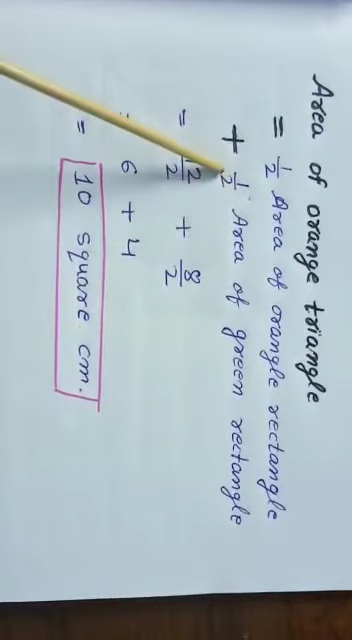 Area of orange triangle
= 1/2 Area of orange rectangle
+ 1/2 Area of green rectangle
= 12/2 + 8/2
= 6 + 4
= 10 square cm.